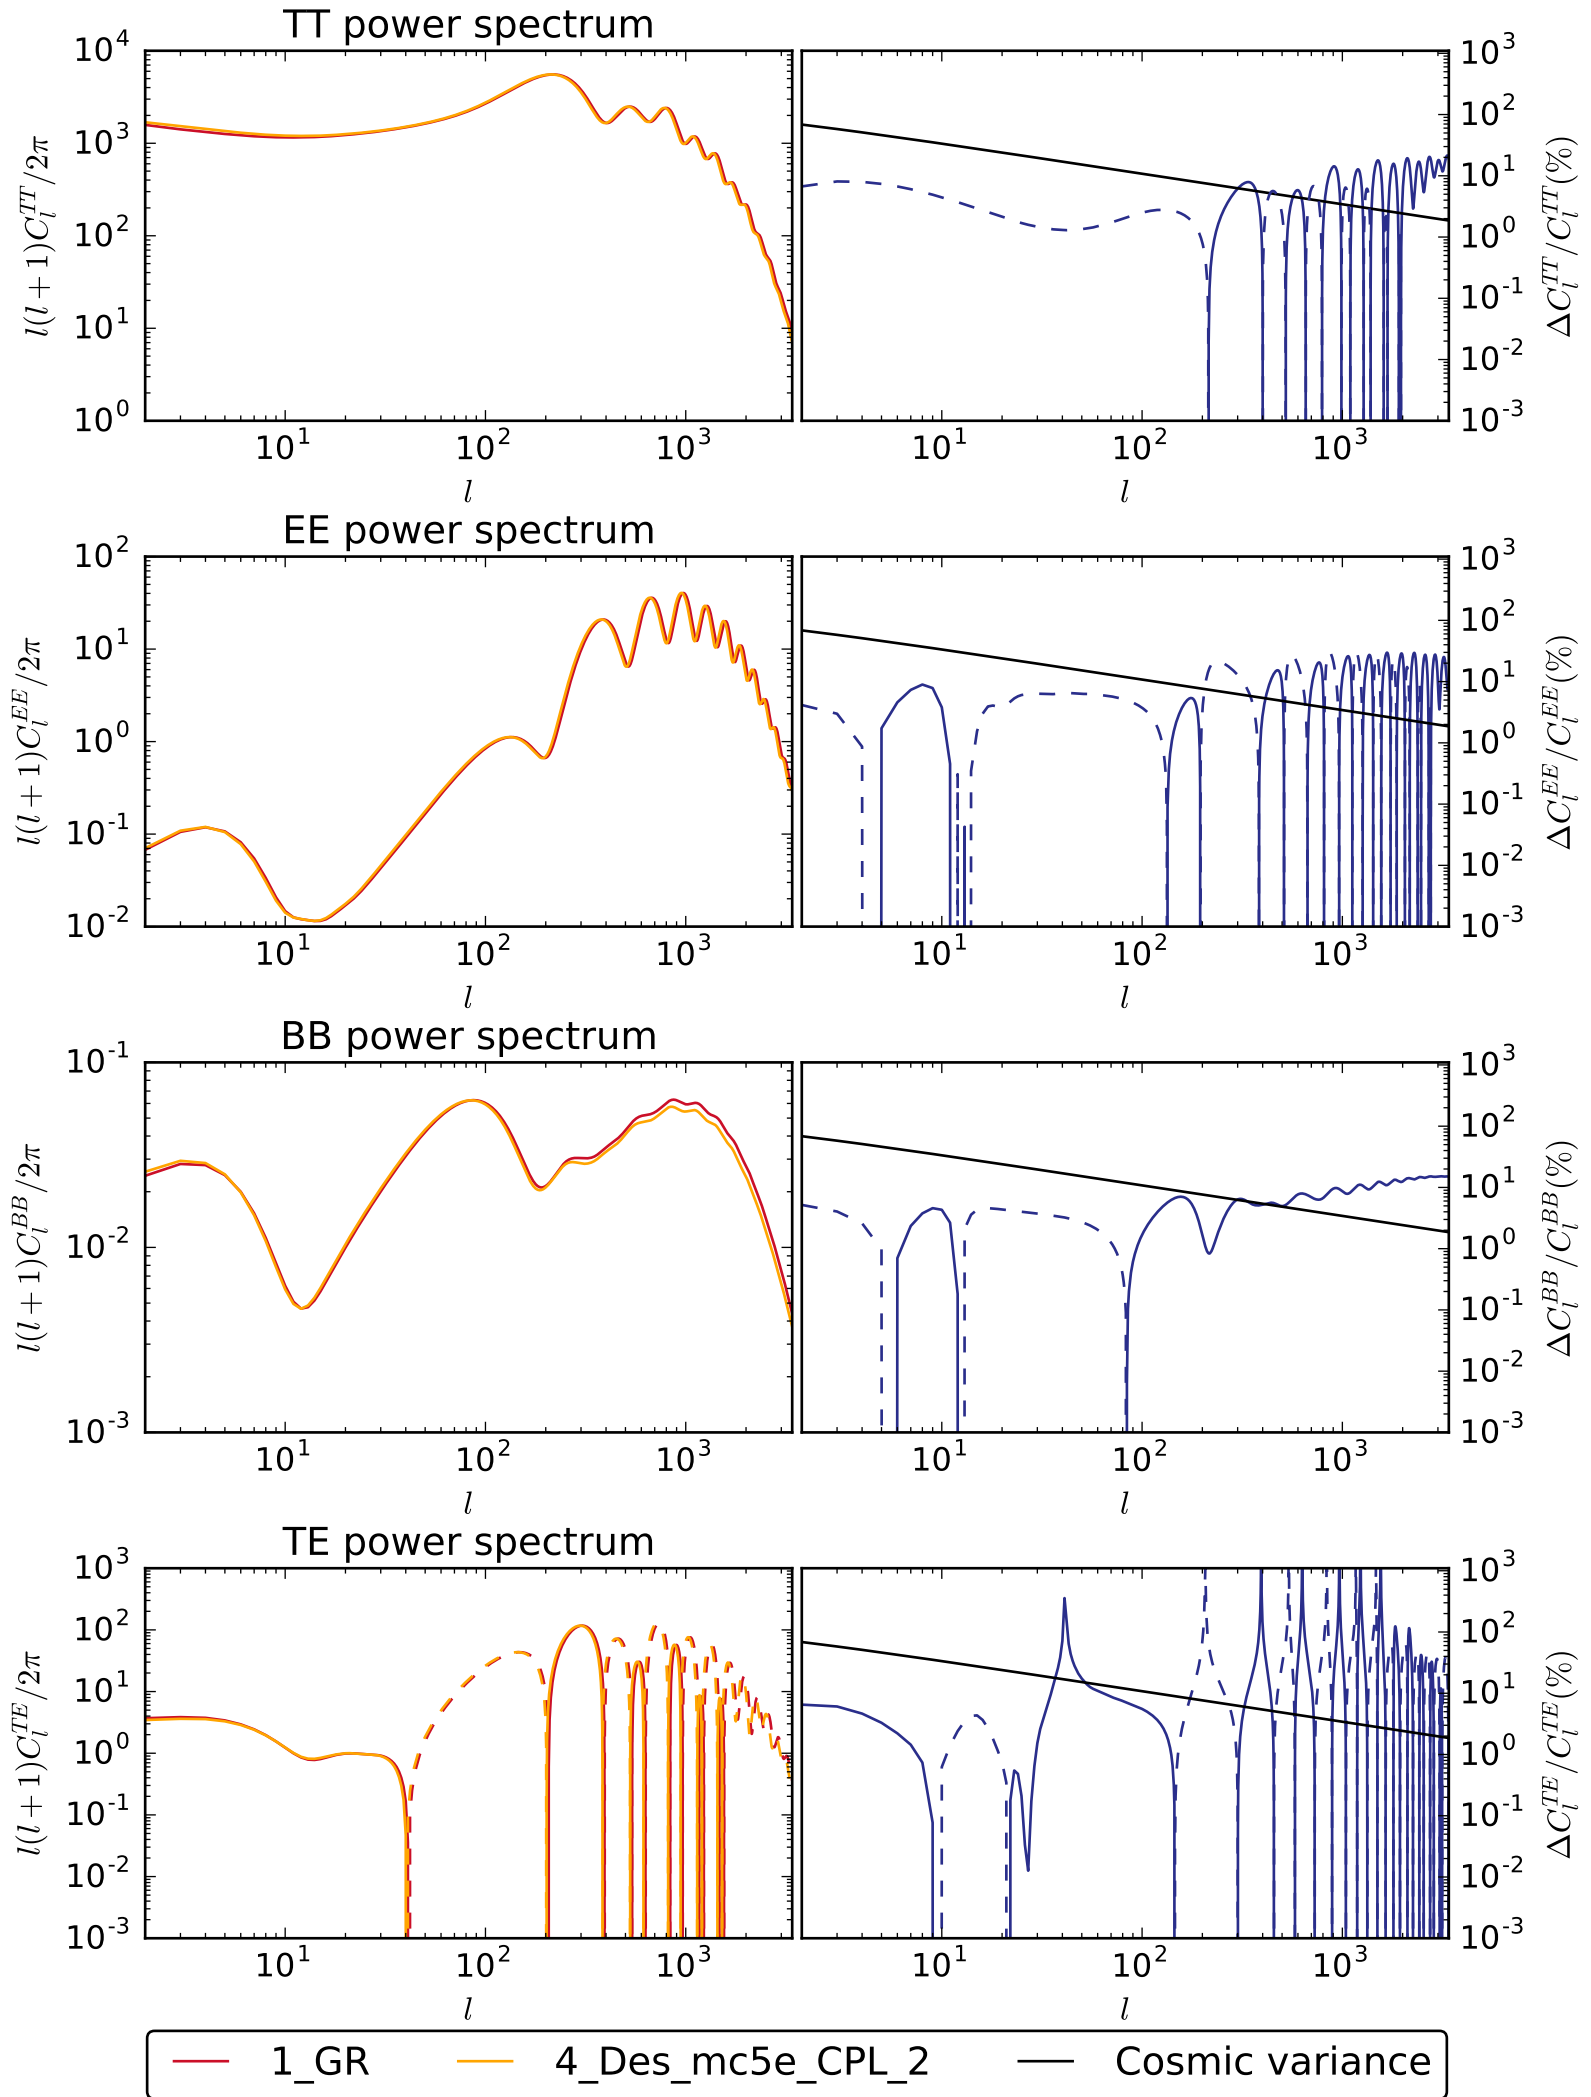 TT power spectrum
10^4
10^3
10^2
10^1
10^0
l(l+1)C_l^{TT}/2π
10^1 10^2 10^3
l
10^3
10^2
10^1
10^0
10^-1
10^-2
10^-3
ΔC_l^{TT}/C_l^{TT}(%)
10^1 10^2 10^3
l
EE power spectrum
10^2
10^1
10^0
10^-1
10^-2
l(l+1)C_l^{EE}/2π
10^1 10^2 10^3
l
10^3
10^2
10^1
10^0
10^-1
10^-2
10^-3
ΔC_l^{EE}/C_l^{EE}(%)
10^1 10^2 10^3
l
BB power spectrum
10^-1
10^-2
10^-3
l(l+1)C_l^{BB}/2π
10^1 10^2 10^3
l
10^3
10^2
10^1
10^0
10^-1
10^-2
10^-3
ΔC_l^{BB}/C_l^{BB}(%)
10^1 10^2 10^3
l
TE power spectrum
10^3
10^2
10^1
10^0
10^-1
10^-2
10^-3
l(l+1)C_l^{TE}/2π
10^1 10^2 10^3
l
10^3
10^2
10^1
10^0
10^-1
10^-2
10^-3
ΔC_l^{TE}/C_l^{TE}(%)
10^1 10^2 10^3
l
1_GR 4_Des_mc5e_CPL_2 Cosmic variance